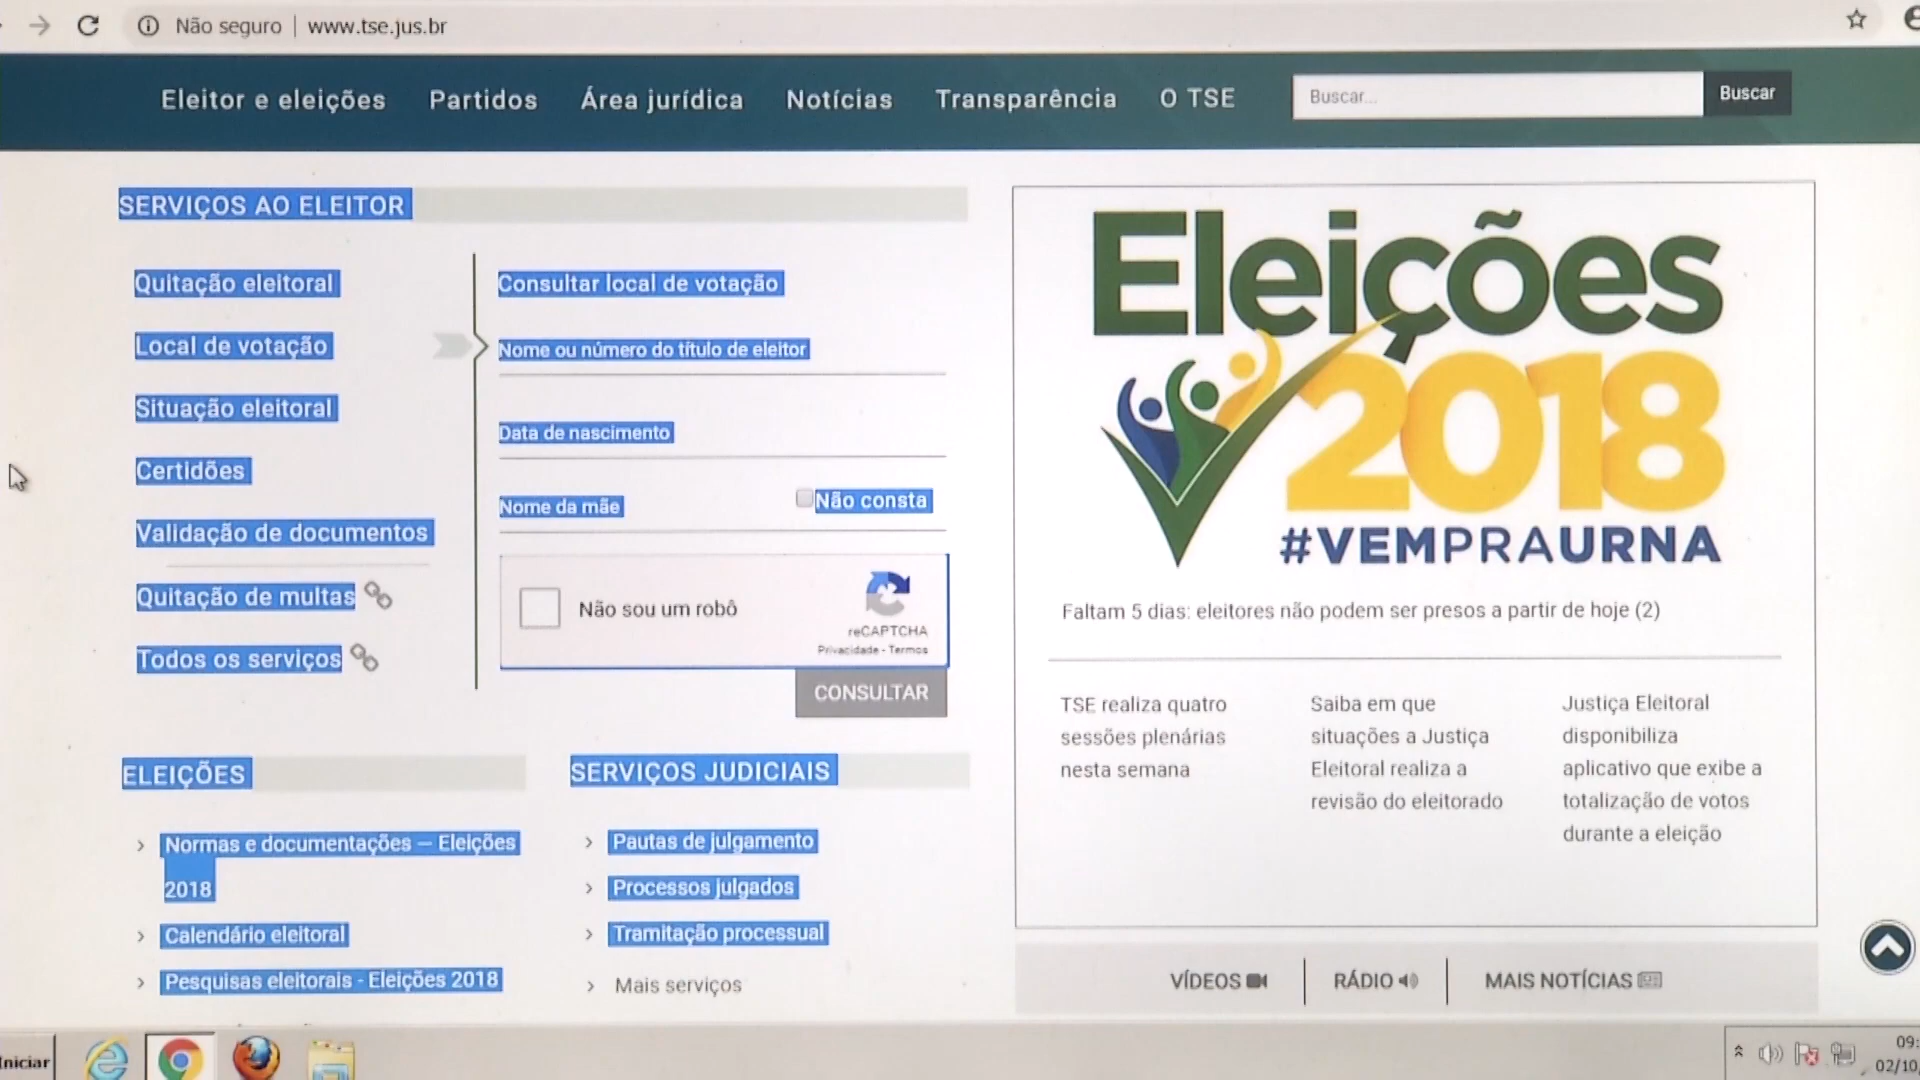 Não seguro | www.tse.jus.br
Eleitor e eleições
Partidos
Área jurídica
Notícias
Transparência
O TSE
Buscar...
Buscar
SERVIÇOS AO ELEITOR
Quitação eleitoral
Local de votação
Situação eleitoral
Certidões
Validação de documentos
Quitação de multas
Todos os serviços
Consultar local de votação
Nome ou número do título de eleitor
Data de nascimento
Nome da mãe
Não consta
Não sou um robô
reCAPTCHA
Privacidade - Termos
CONSULTAR
ELEIÇÕES
Normas e documentações – Eleições
2018
Calendário eleitoral
Pesquisas eleitorais - Eleições 2018
SERVIÇOS JUDICIAIS
Pautas de julgamento
Processos julgados
Tramitação processual
Mais serviços
Eleições
2018
#VEMPRAURNA
Faltam 5 dias: eleitores não podem ser presos a partir de hoje (2)
TSE realiza quatro
sessões plenárias
nesta semana
Saiba em que
situações a Justiça
Eleitoral realiza a
revisão do eleitorado
Justiça Eleitoral
disponibiliza
aplicativo que exibe a
totalização de votos
durante a eleição
VÍDEOS
RÁDIO
MAIS NOTÍCIAS
Iniciar
09:
02/10